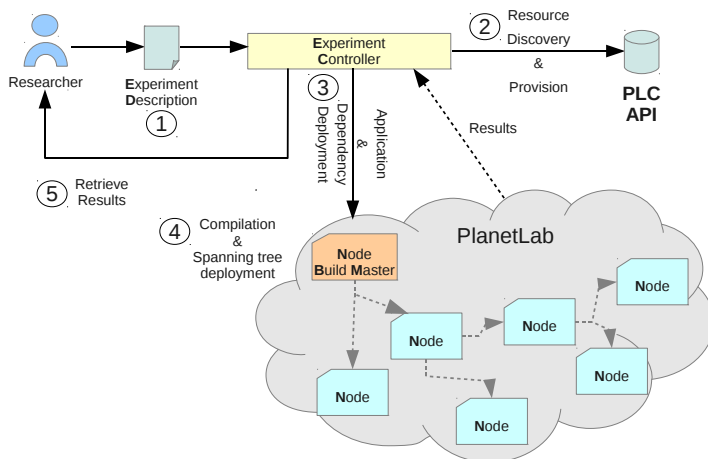 Researcher
Experiment
Description
1
Experiment
Controller
2
Resource
Discovery
&
Provision
PLC
API
3
Application
&
Dependency
Deployment
Results
5
Retrieve
Results
4
Compilation
&
Spanning tree
deployment
PlanetLab
Node
Build Master
Node
Node
Node
Node
Node
Node